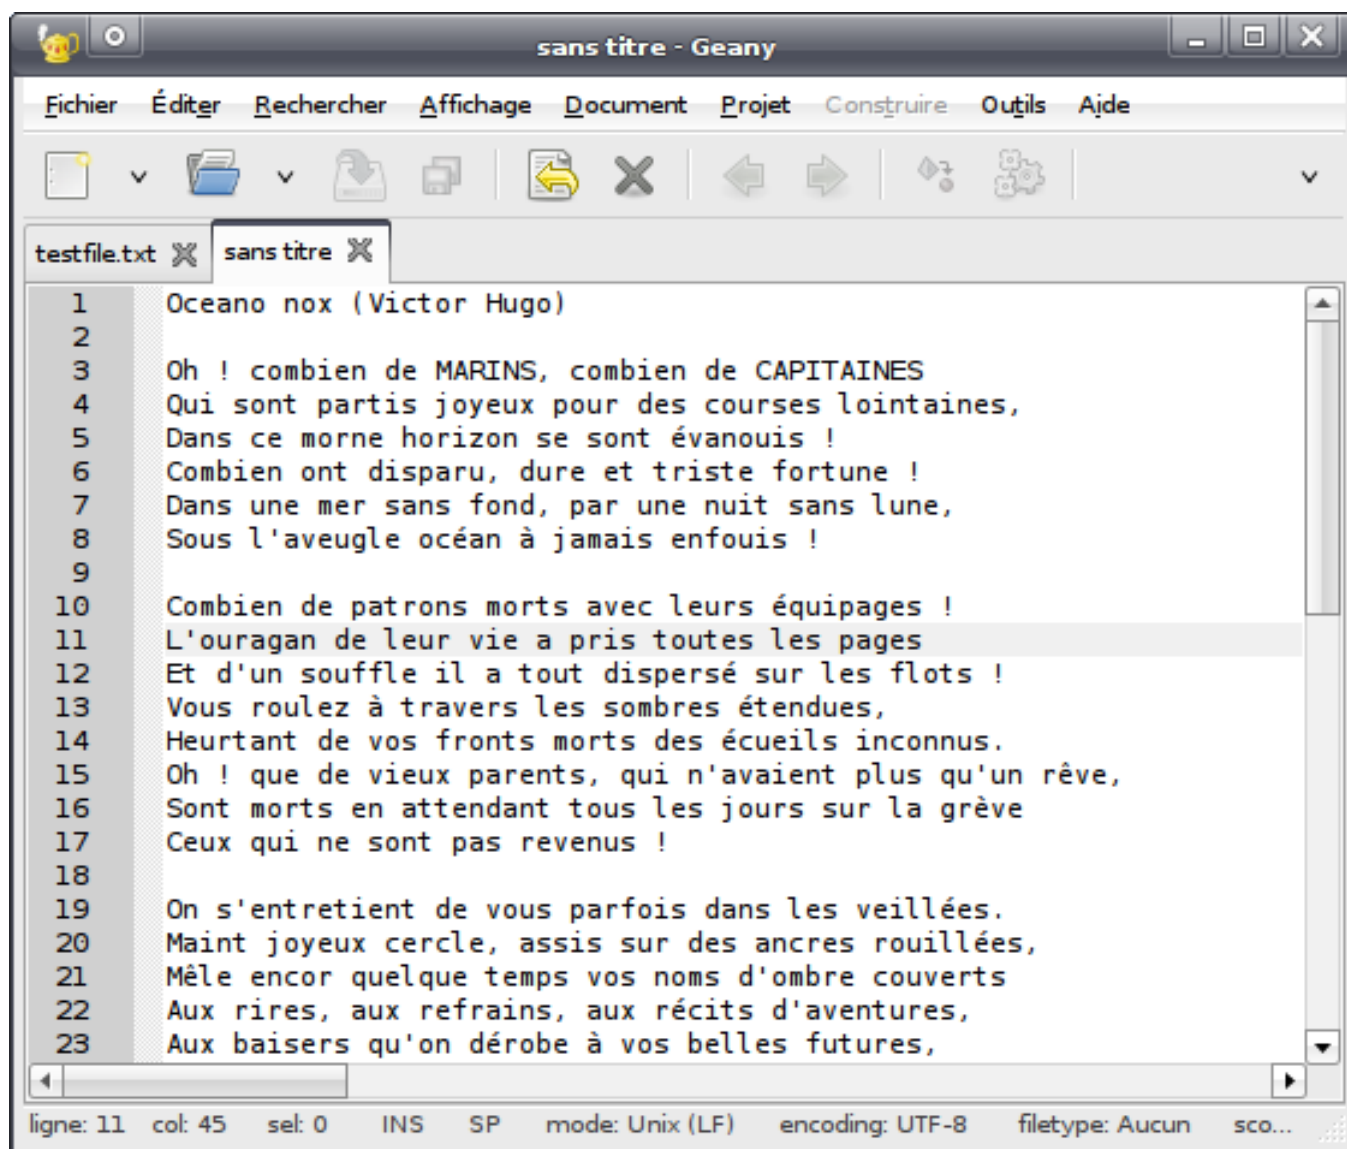 sans titre - Geany
Fichier Éditer Rechercher Affichage Document Projet Construire Outils Aide
testfile.txt sans titre
1 Oceano nox (Victor Hugo)
2
3 Oh ! combien de MARINS, combien de CAPITAINES
4 Qui sont partis joyeux pour des courses lointaines,
5 Dans ce morne horizon se sont évanouis !
6 Combien ont disparu, dure et triste fortune !
7 Dans une mer sans fond, par une nuit sans lune,
8 Sous l'aveugle océan à jamais enfouis !
9
10 Combien de patrons morts avec leurs équipages !
11 L'ouragan de leur vie a pris toutes les pages
12 Et d'un souffle il a tout dispersé sur les flots !
13 Vous roulez à travers les sombres étendues,
14 Heurtant de vos fronts morts des écueils inconnus.
15 Oh ! que de vieux parents, qui n'avaient plus qu'un rêve,
16 Sont morts en attendant tous les jours sur la grève
17 Ceux qui ne sont pas revenus !
18
19 On s'entretient de vous parfois dans les veillées.
20 Maint joyeux cercle, assis sur des ancres rouillées,
21 Mêle encor quelque temps vos noms d'ombre couverts
22 Aux rires, aux refrains, aux récits d'aventures,
23 Aux baisers qu'on dérobe à vos belles futures,
ligne: 11 col: 45 sel: 0 INS SP mode: Unix (LF) encoding: UTF-8 filetype: Aucun sco...